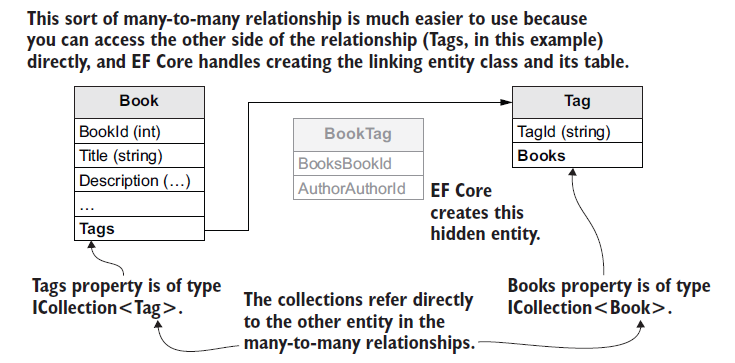 This sort of many-to-many relationship is much easier to use because
you can access the other side of the relationship (Tags, in this example)
directly, and EF Core handles creating the linking entity class and its table.
Book
BookId (int)
Title (string)
Description (…)
…
Tags
BookTag
BooksBookId
AuthorAuthorId
EF Core
creates this
hidden entity.
Tag
TagId (string)
Books
Tags property is of type
ICollection<Tag>.
The collections refer directly
to the other entity in the
many-to-many relationships.
Books property is of type
ICollection<Book>.